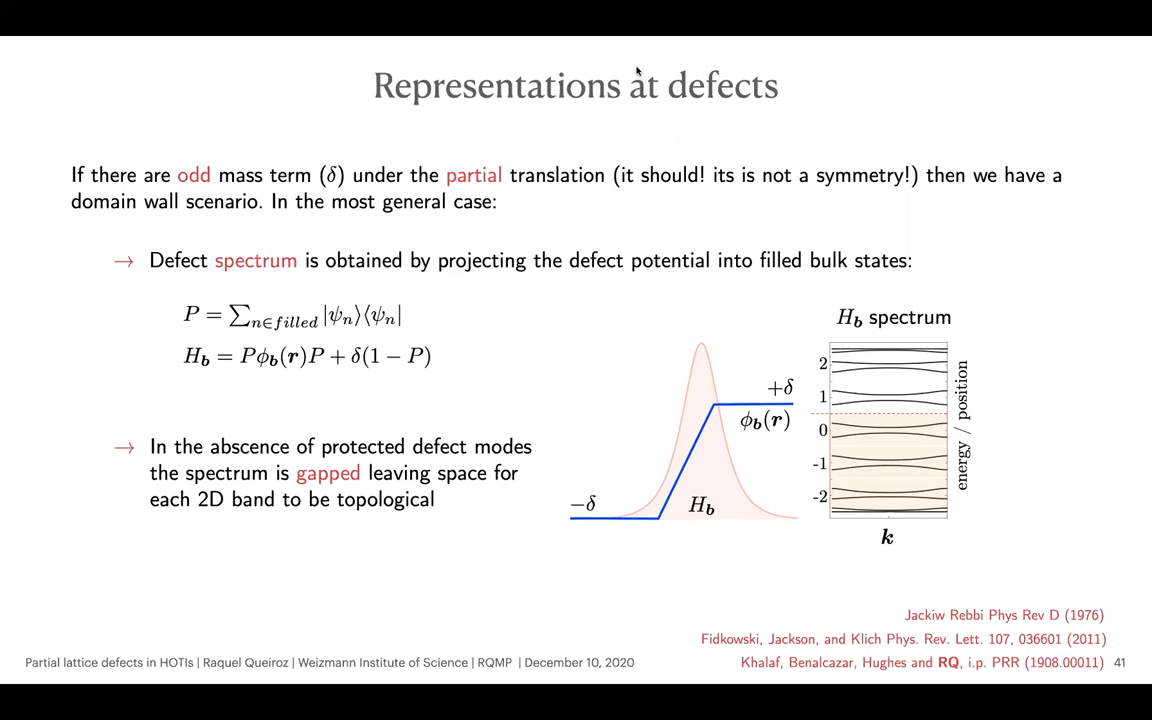 Representations at defects
If there are odd mass term (δ) under the partial translation (it should! its is not a symmetry!) then we have a
domain wall scenario. In the most general case:
→ Defect spectrum is obtained by projecting the defect potential into filled bulk states:
P = ∑n∈filled |ψn⟩⟨ψn|
Hb = Pϕb(r)P + δ(1 − P)
→ In the abscence of protected defect modes
the spectrum is gapped leaving space for
each 2D band to be topological
−δ
+δ
ϕb(r)
Hb
Hb spectrum
2
1
0
-1
-2
energy / position
k
Jackiw Rebbi Phys Rev D (1976)
Fidkowski, Jackson, and Klich Phys. Rev. Lett. 107, 036601 (2011)
Khalaf, Benalcazar, Hughes and RQ, i.p. PRR (1908.00011)
Partial lattice defects in HOTIs | Raquel Queiroz | Weizmann Institute of Science | RQMP | December 10, 2020
41